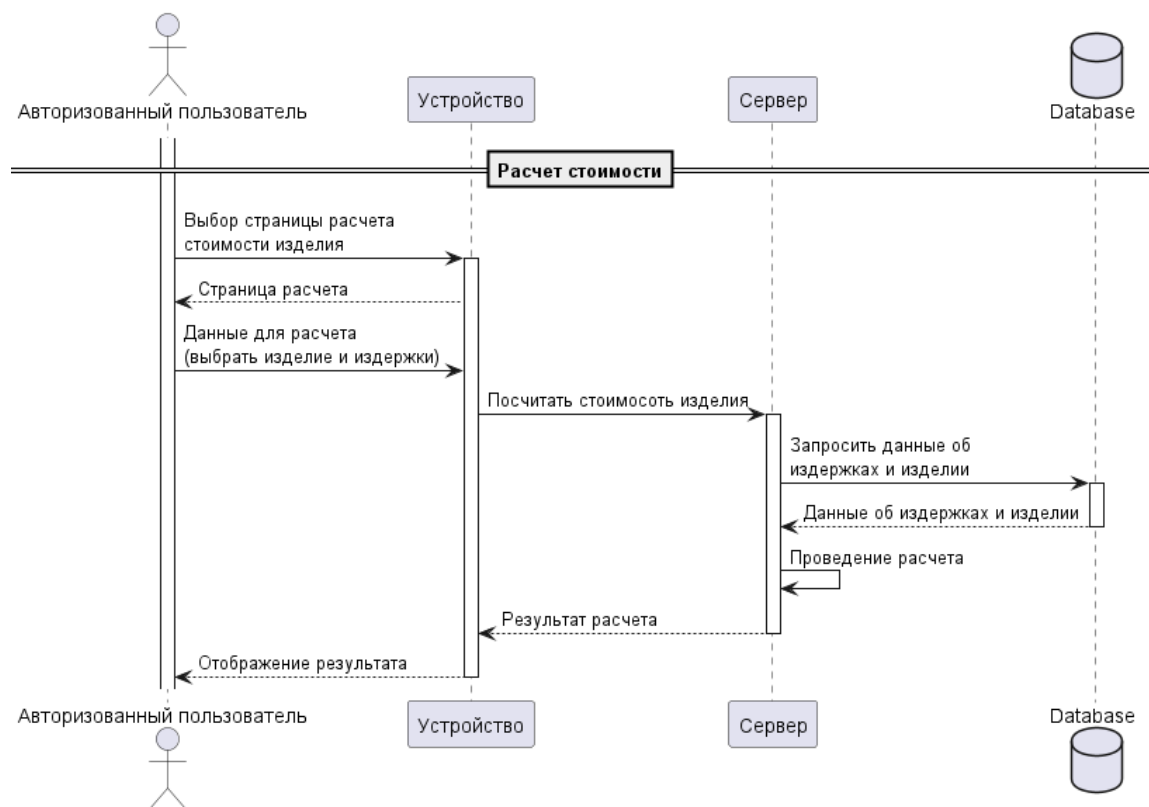 Авторизованный пользователь
Устройство
Сервер
Database
Расчет стоимости
Выбор страницы расчета
стоимости изделия
Страница расчета
Данные для расчета
(выбрать изделие и издержки)
Посчитать стоимосоть изделия
Запросить данные об
издержках и изделии
Данные об издержках и изделии
Проведение расчета
Результат расчета
Отображение результата
Авторизованный пользователь
Устройство
Сервер
Database